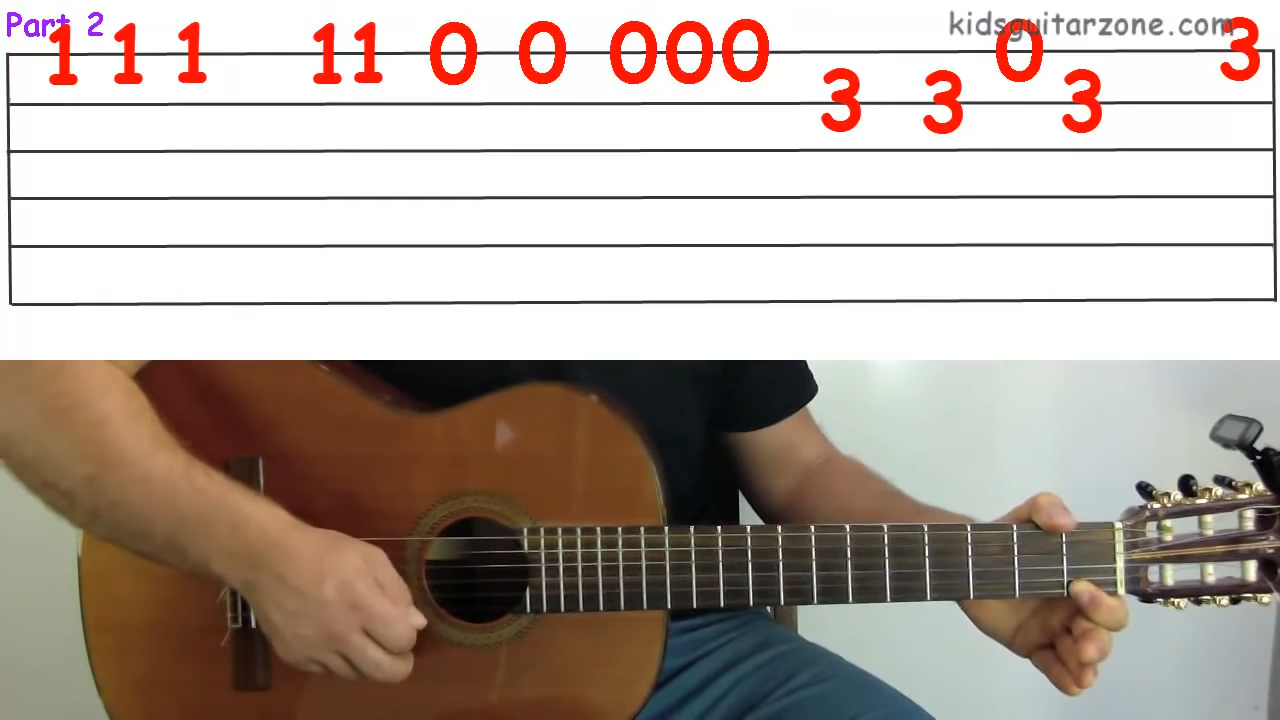 Part 2
kidsguitarzone.com
1 1 1 11 0 0 000 0 3
3 3 3